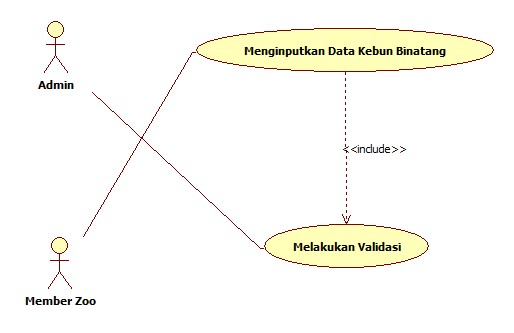 Menginputkan Data Kebun Binatang
Admin
<<include>>
Melakukan Validasi
Member Zoo